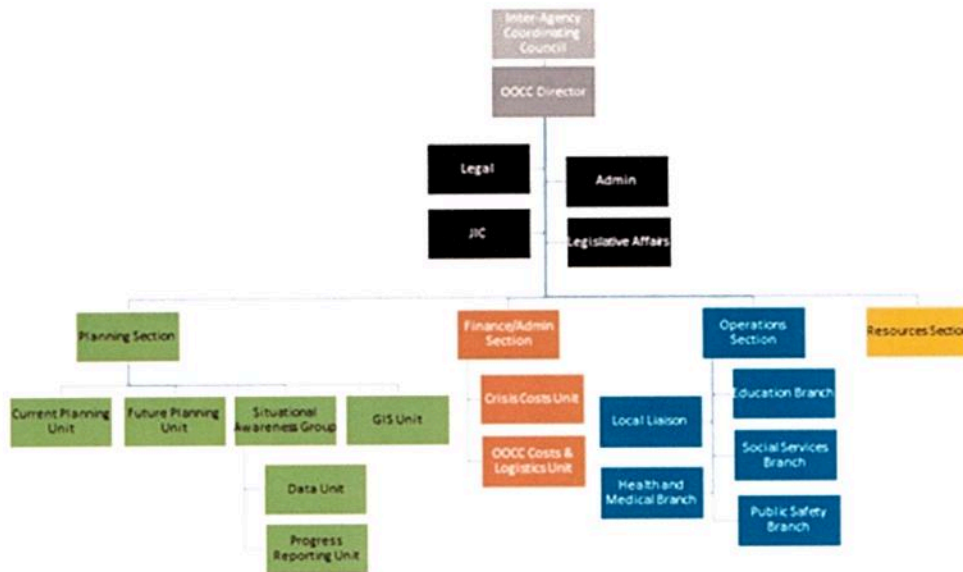 Inter-Agency
Coordinating
Council
OOCC Director
Legal
Admin
JIC
Legislative Affairs
Planning Section
Finance/Admin
Section
Operations
Section
Resources Section
Current Planning
Unit
Future Planning
Unit
Situational
Awareness Group
GIS Unit
Crisis Costs Unit
Local Liaison
Education Branch
Data Unit
OOCC Costs &
Logistics Unit
Health and
Medical Branch
Social Services
Branch
Progress
Reporting Unit
Public Safety
Branch